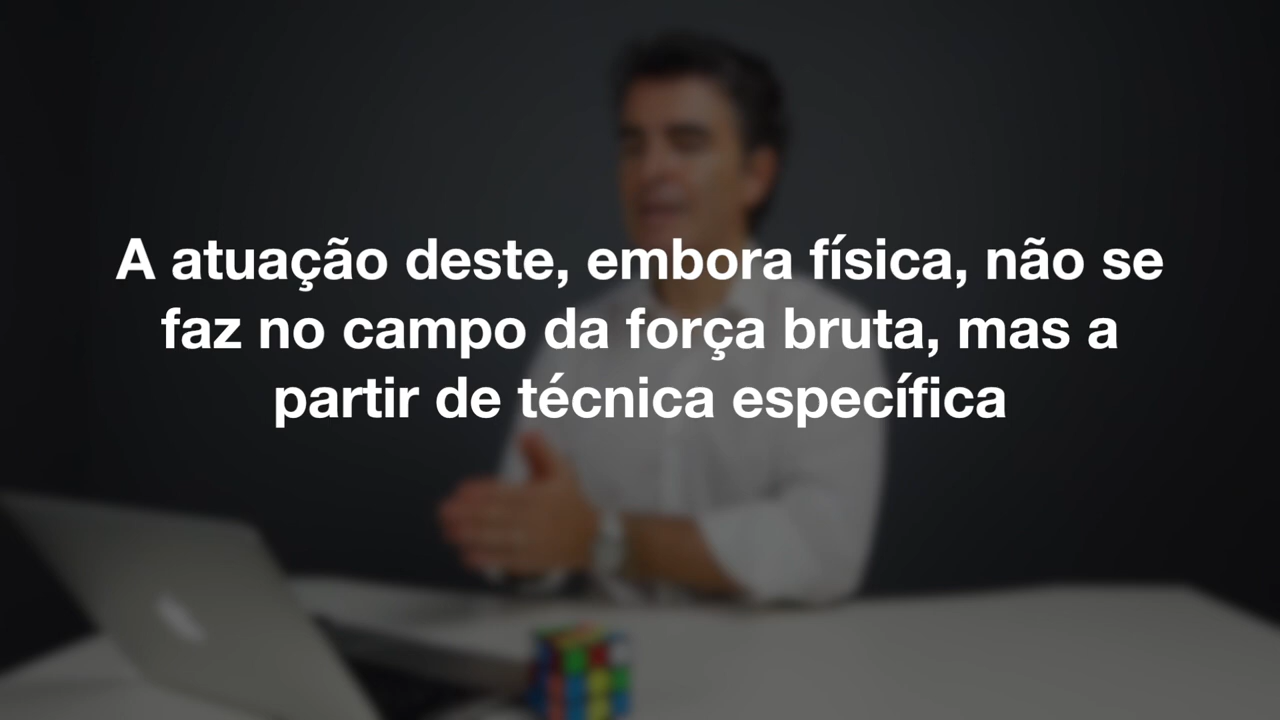 A atuação deste, embora física, não se
faz no campo da força bruta, mas a
partir de técnica específica